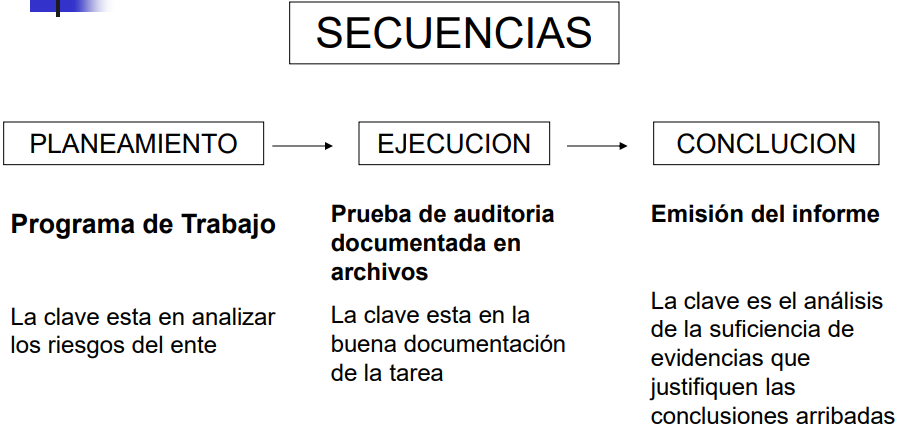 SECUENCIAS
PLANEAMIENTO
EJECUCION
CONCLUCION
Programa de Trabajo
La clave esta en analizar
los riesgos del ente
Prueba de auditoria
documentada en
archivos
La clave esta en la
buena documentación
de la tarea
Emisión del informe
La clave es el análisis
de la suficiencia de
evidencias que
justifiquen las
conclusiones arribadas